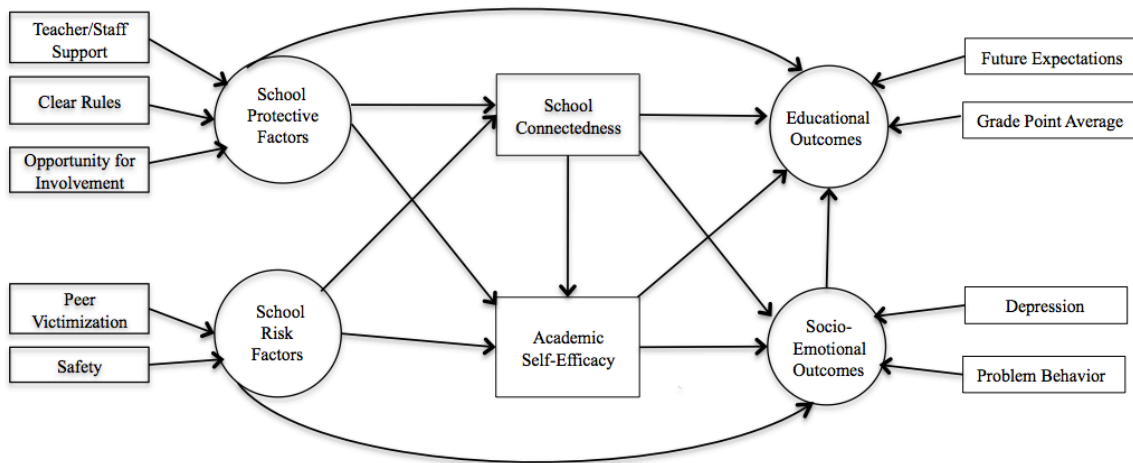 Teacher/Staff
Support
Clear Rules
Opportunity for
Involvement
School
Protective
Factors
School
Connectedness
Educational
Outcomes
Future Expectations
Grade Point Average
Peer
Victimization
Safety
School
Risk
Factors
Academic
Self-Efficacy
Socio-
Emotional
Outcomes
Depression
Problem Behavior